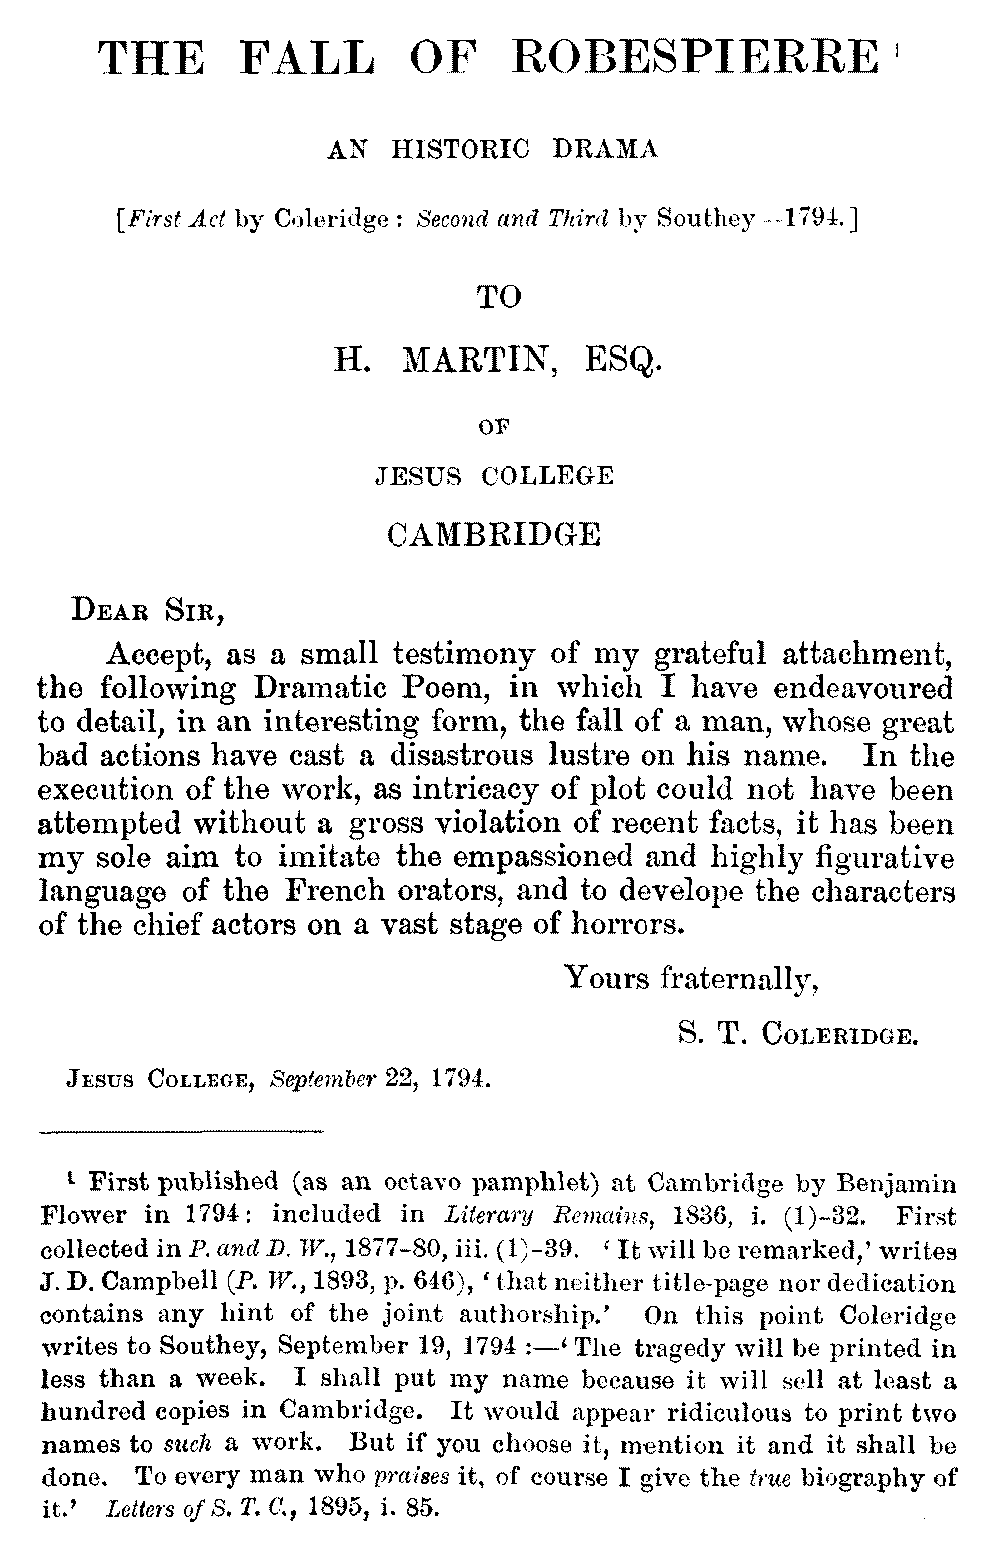 THE FALL OF ROBESPIERRE ¹
AN HISTORIC DRAMA
[First Act by Coleridge : Second and Third by Southey—1794.]
TO
H. MARTIN, ESQ.
OF
JESUS COLLEGE
CAMBRIDGE
DEAR SIR,
Accept, as a small testimony of my grateful attachment,
the following Dramatic Poem, in which I have endeavoured
to detail, in an interesting form, the fall of a man, whose great
bad actions have cast a disastrous lustre on his name. In the
execution of the work, as intricacy of plot could not have been
attempted without a gross violation of recent facts, it has been
my sole aim to imitate the empassioned and highly figurative
language of the French orators, and to develope the characters
of the chief actors on a vast stage of horrors.
Yours fraternally,
S. T. COLERIDGE.
JESUS COLLEGE, September 22, 1794.
¹ First published (as an octavo pamphlet) at Cambridge by Benjamin
Flower in 1794: included in Literary Remains, 1836, i. (1)-32. First
collected in P. and D. W., 1877-80, iii. (1)-39. ‘It will be remarked,’ writes
J. D. Campbell (P. W., 1893, p. 646), ‘that neither title-page nor dedication
contains any hint of the joint authorship.’ On this point Coleridge
writes to Southey, September 19, 1794 :—‘The tragedy will be printed in
less than a week. I shall put my name because it will sell at least a
hundred copies in Cambridge. It would appear ridiculous to print two
names to such a work. But if you choose it, mention it and it shall be
done. To every man who praises it, of course I give the true biography of
it.’ Letters of S. T. C., 1895, i. 85.